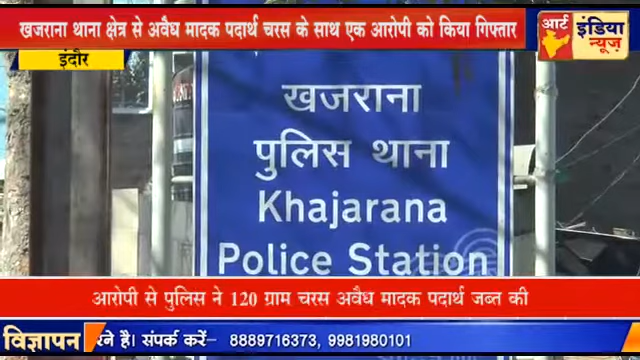 खजराना थाना क्षेत्र से अवैध मादक पदार्थ चरस के साथ एक आरोपी को किया गिफ्तार
आर्ट इंडिया न्यूज़
इंदौर
खजराना
पुलिस थाना
Khajarana
Police Station
आरोपी से पुलिस ने 120 ग्राम चरस अवैध मादक पदार्थ जब्त की
विज्ञापन रने है। संपर्क करें- 8889716373, 9981980101